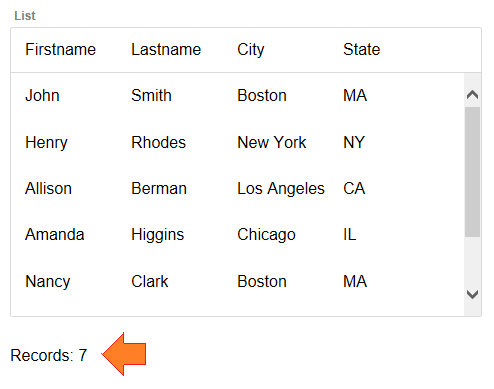 List
Firstname Lastname City State
John Smith Boston MA
Henry Rhodes New York NY
Allison Berman Los Angeles CA
Amanda Higgins Chicago IL
Nancy Clark Boston MA
Records: 7